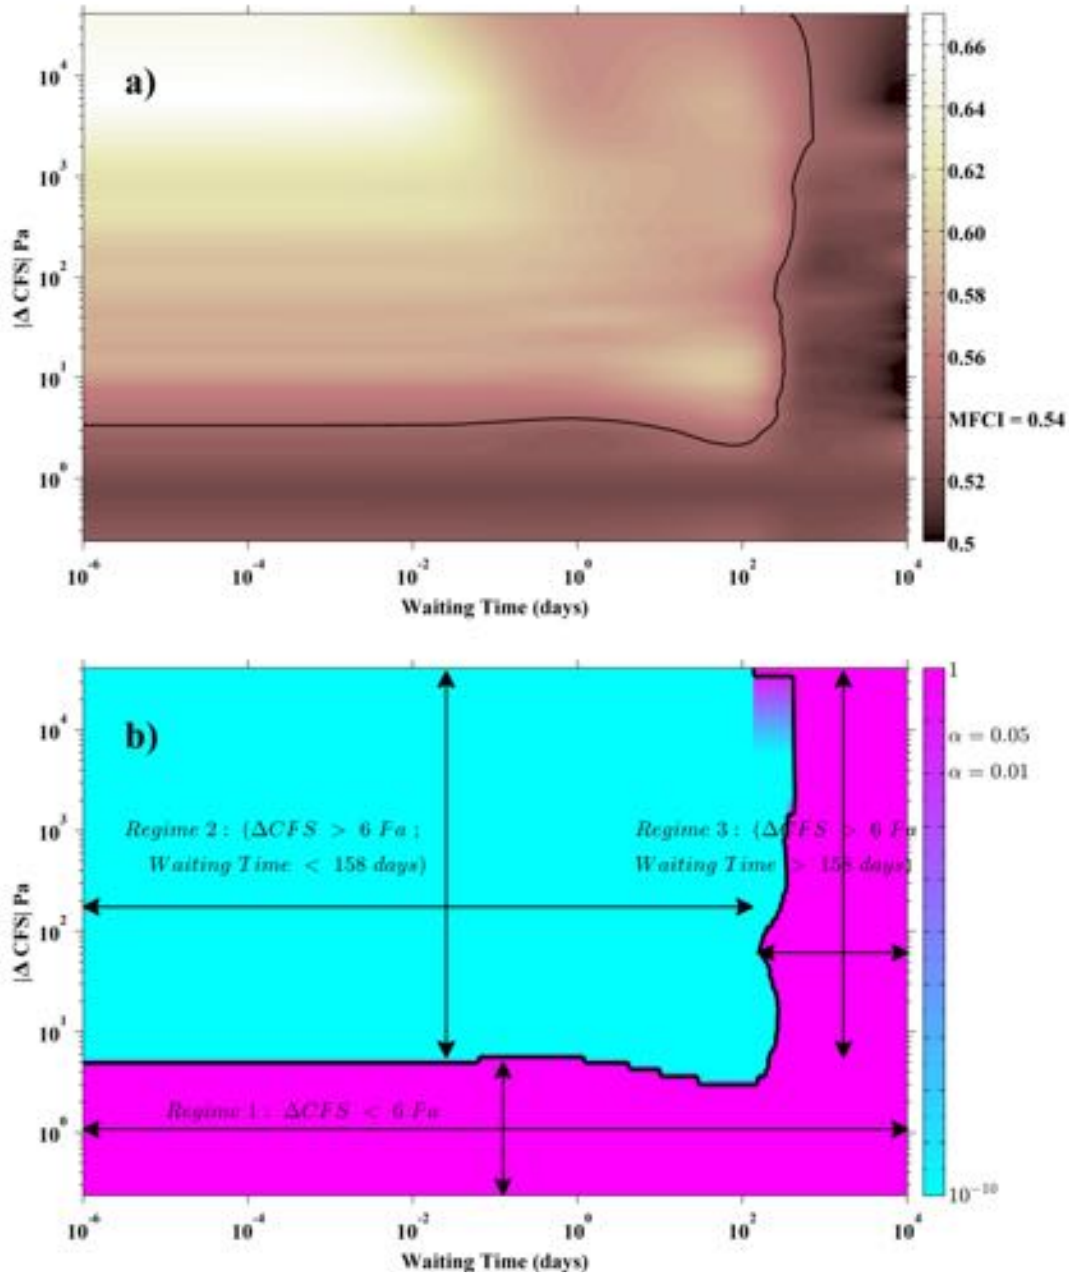 a)
|Δ CFS| Pa
10⁴
10³
10²
10¹
10⁰
10⁻⁶
10⁻⁴
10⁻²
10⁰
10²
10⁴
Waiting Time (days)
0.66
0.64
0.62
0.60
0.58
0.56
MFCI = 0.54
0.52
0.5
b)
|Δ CFS| Pa
10⁴
10³
10²
10¹
10⁰
Regime 2 : (ΔCFS > 6 Pa ;
Waiting Time < 158 days)
Regime 3 : (ΔCFS > 6 Pa
Waiting Time > 158 days)
Regime 1 : ΔCFS < 6 Pa
10⁻⁶
10⁻⁴
10⁻²
10⁰
10²
10⁴
Waiting Time (days)
1
α = 0.05
α = 0.01
10⁻¹⁰